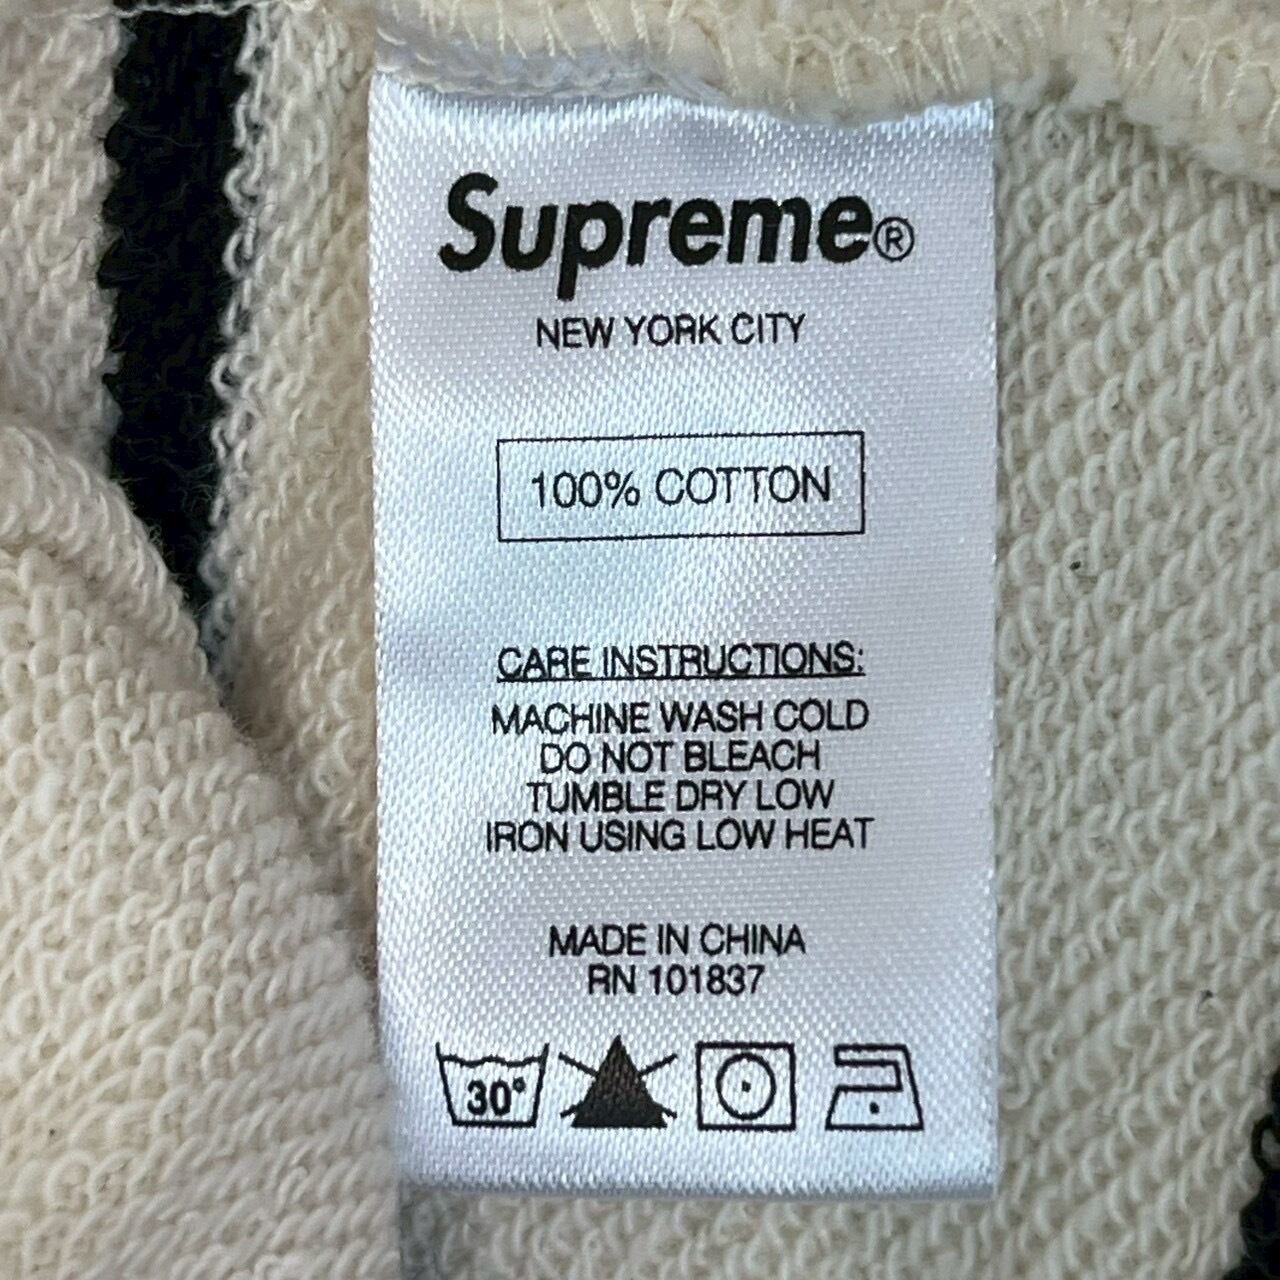 Supreme®
NEW YORK CITY
100% COTTON
CARE INSTRUCTIONS:
MACHINE WASH COLD
DO NOT BLEACH
TUMBLE DRY LOW
IRON USING LOW HEAT
MADE IN CHINA
RN 101837
30°